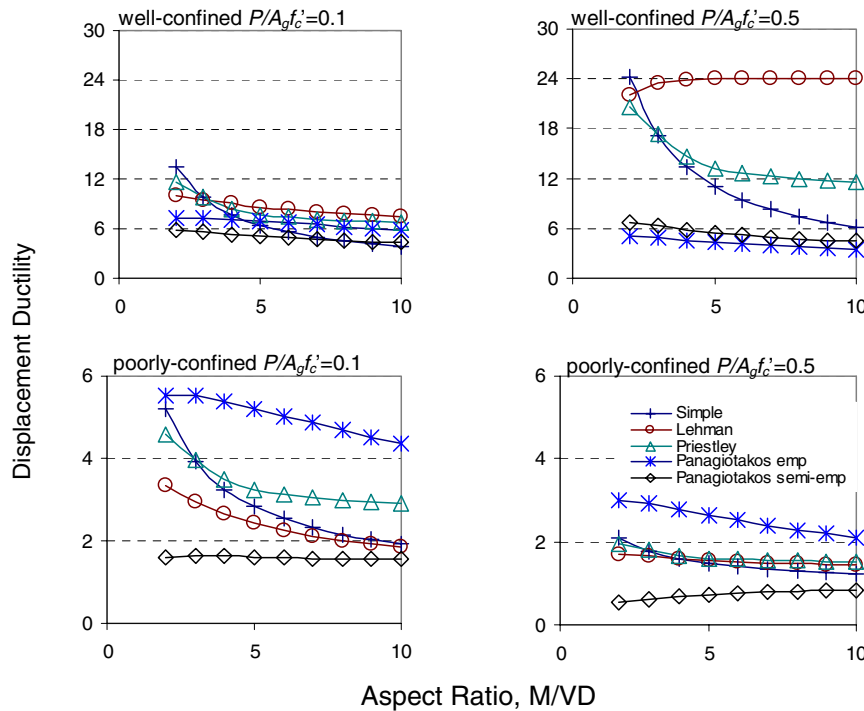 well-confined P/Agfc'=0.1
well-confined P/Agfc'=0.5
30
24
18
12
6
0
0
5
10
30
24
18
12
6
0
0
5
10
Displacement Ductility
poorly-confined P/Agfc'=0.1
poorly-confined P/Agfc'=0.5
6
4
2
0
0
5
10
6
4
2
0
0
5
10
Simple
Lehman
Priestley
Panagiotakos emp
Panagiotakos semi-emp
Aspect Ratio, M/VD